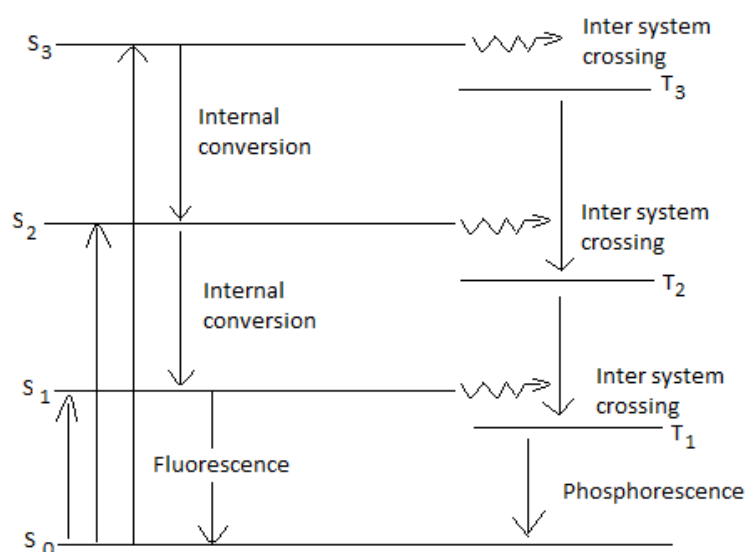 S3
Inter system
crossing
T3
Internal
conversion
S2
Inter system
crossing
T2
Internal
conversion
S1
Inter system
crossing
T1
Fluorescence
Phosphorescence
S0